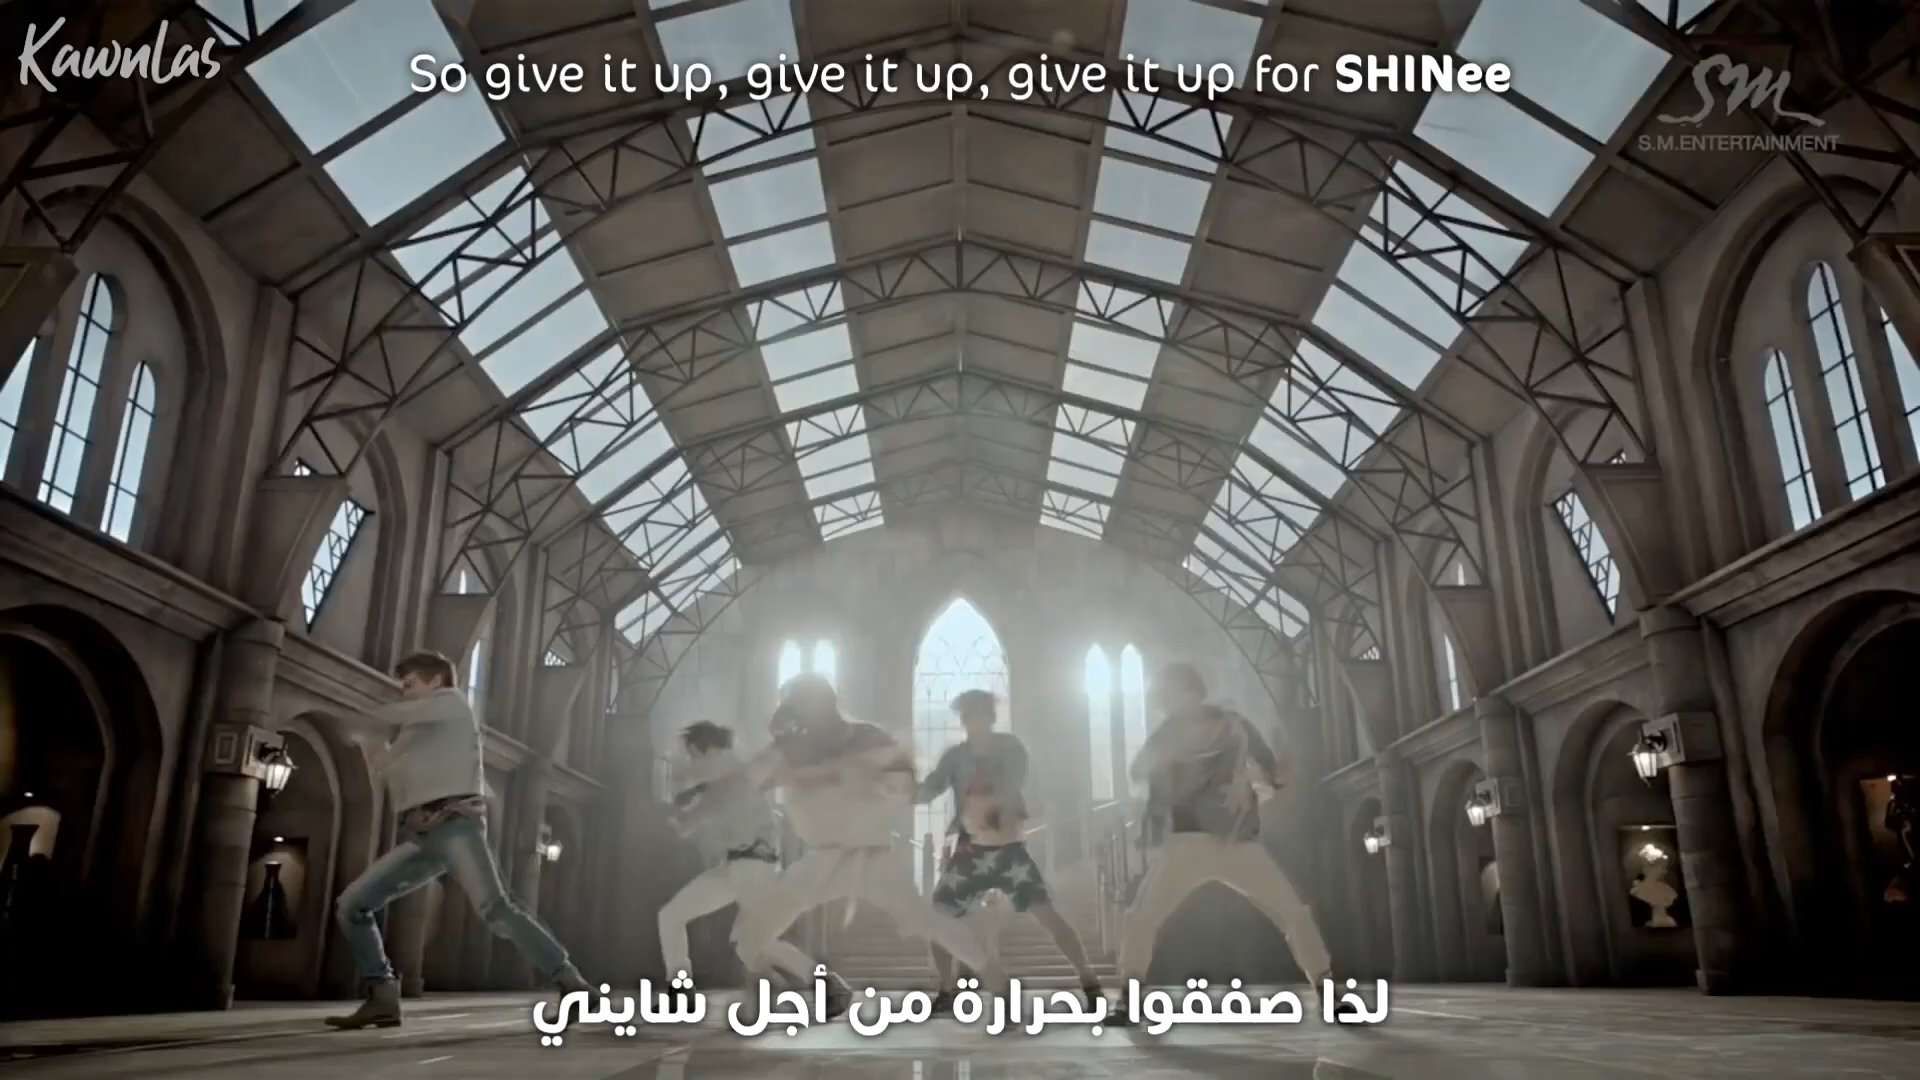 Kawnlas
So give it up, give it up, give it up for SHINee
SM
S.M.ENTERTAINMENT
لذا صفقوا بحرارة من أجل شايني